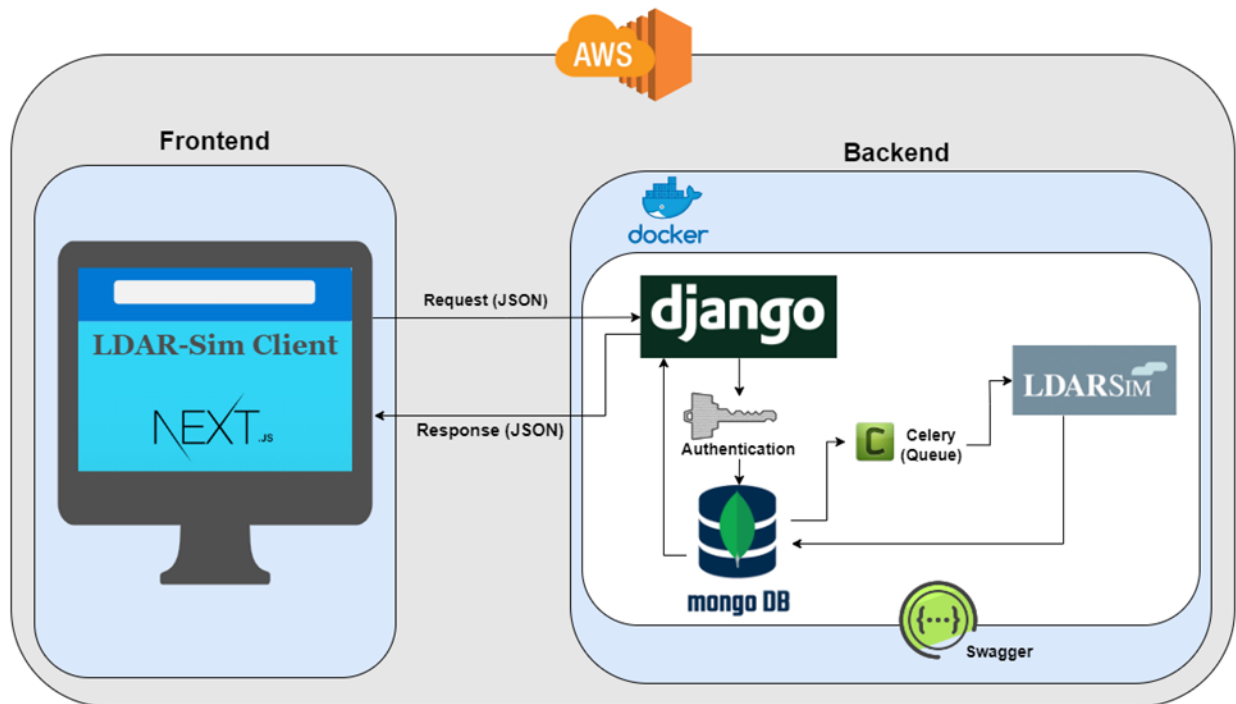 AWS
Frontend
Backend
docker
LDAR-Sim Client
NEXT.JS
Request (JSON)
Response (JSON)
django
Authentication
C
Celery
(Queue)
LDARSIM
mongo DB
{...}
Swagger